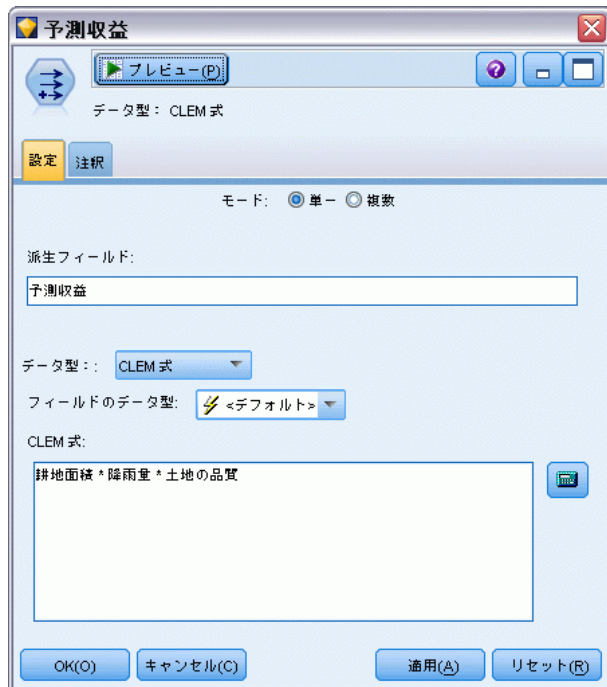 予測収益
プレビュー(P)
データ型： CLEM 式
設定 注釈
モード: 単一 複数
派生フィールド:
予測収益
データ型：: CLEM 式
フィールドのデータ型: <デフォルト>
CLEM 式:
耕地面積 * 降雨量 * 土地の品質
OK(O) キャンセル(C) 適用(A) リセット(R)